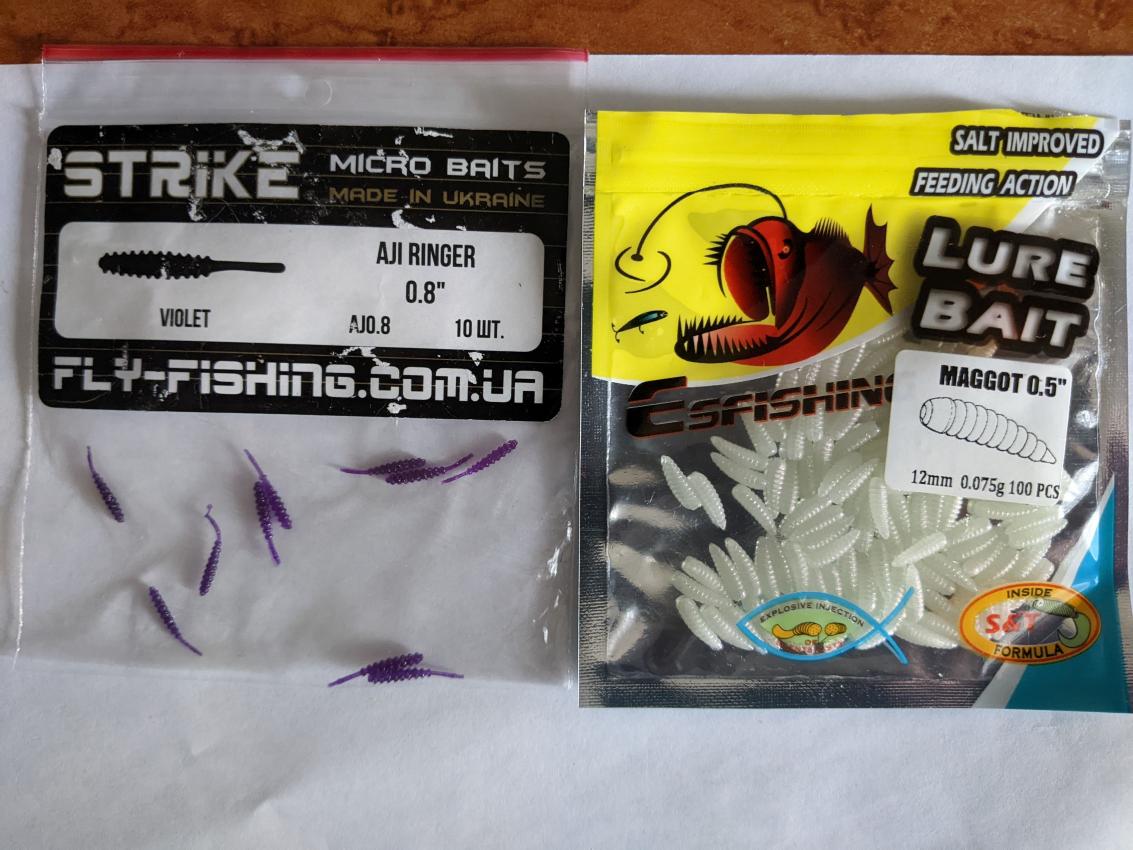 STRIKE
MICRO BAITS
MADE IN UKRAINE
AJI RINGER
0.8"
VIOLET
AJ0.8
10 ШТ.
FLY-FISHING.COM.UA
SALT IMPROVED
FEEDING ACTION
LURE
BAIT
ESFISHING
MAGGOT 0.5"
12mm 0.075g 100 PCS
EXPLOSIVE INJECTION
INSIDE
S&T
FORMULA